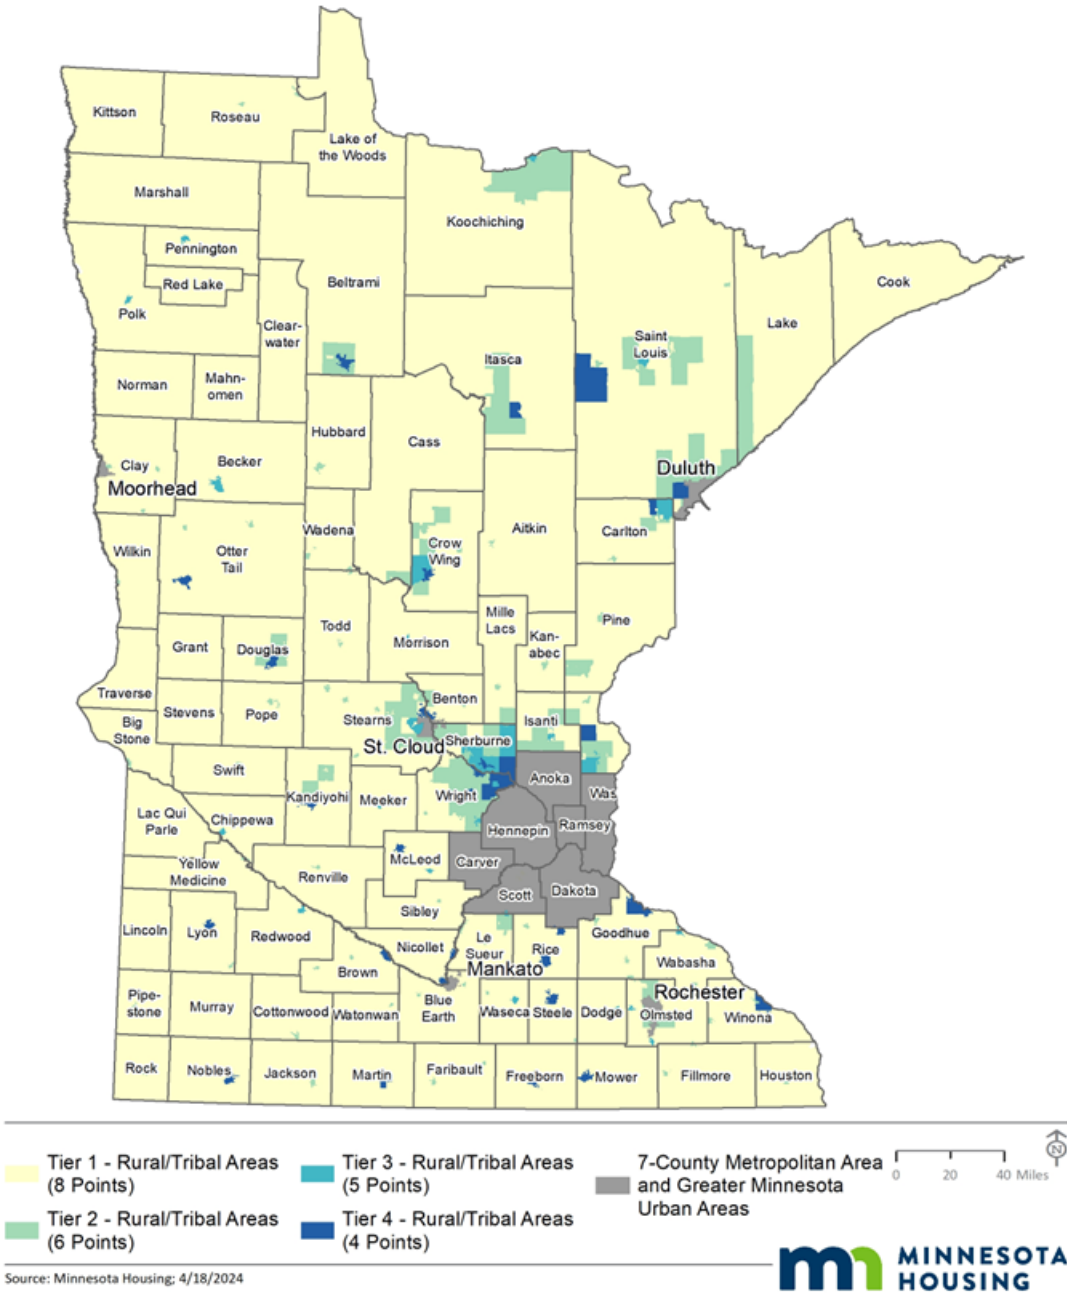 Kittson
Roseau
Lake of
the Woods
Marshall
Koochiching
Pennington
Red Lake
Beltrami
Cook
Polk
Clear-
water
Lake
Saint
Louis
Itasca
Norman
Mahn-
omen
Hubbard
Cass
Clay
Becker
Duluth
Moorhead
Wadena
Aitkin
Carlton
Wilkin
Otter
Tail
Crow
Wing
Mille
Lacs
Pine
Todd
Kan-
abec
Grant
Douglas
Morrison
Traverse
Benton
Stevens
Pope
Stearns
Isanti
Big
Stone
St. Cloud
Sherburne
Swift
Anoka
Kandiyohi
Meeker
Wright
Was
Lac Qui
Parle
Chippewa
Hennepin
Ramsey
McLeod
Carver
Yellow
Medicine
Renville
Scott
Dakota
Sibley
Lincoln
Lyon
Redwood
Nicollet
Le
Sueur
Rice
Goodhue
Brown
Mankato
Wabasha
Rochester
Pipe-
stone
Murray
Cottonwood
Watonwan
Blue
Earth
Waseca
Steele
Dodge
Olmsted
Winona
Rock
Nobles
Jackson
Martin
Faribault
Freeborn
Mower
Fillmore
Houston
Tier 1 - Rural/Tribal Areas
(8 Points)
Tier 2 - Rural/Tribal Areas
(6 Points)
Tier 3 - Rural/Tribal Areas
(5 Points)
Tier 4 - Rural/Tribal Areas
(4 Points)
7-County Metropolitan Area
and Greater Minnesota
Urban Areas
N
0 20 40 Miles
Source: Minnesota Housing; 4/18/2024
MINNESOTA
HOUSING